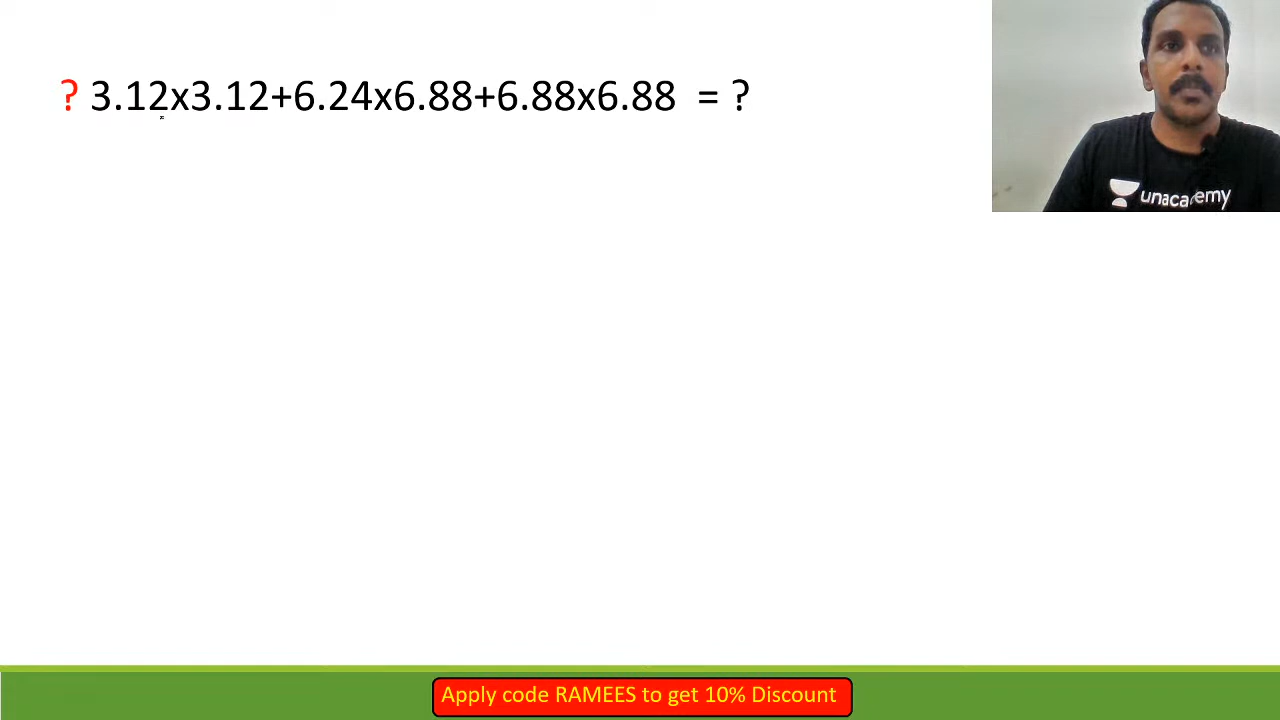 ? 3.12x3.12+6.24x6.88+6.88x6.88 = ?
unacademy
Apply code RAMEES to get 10% Discount